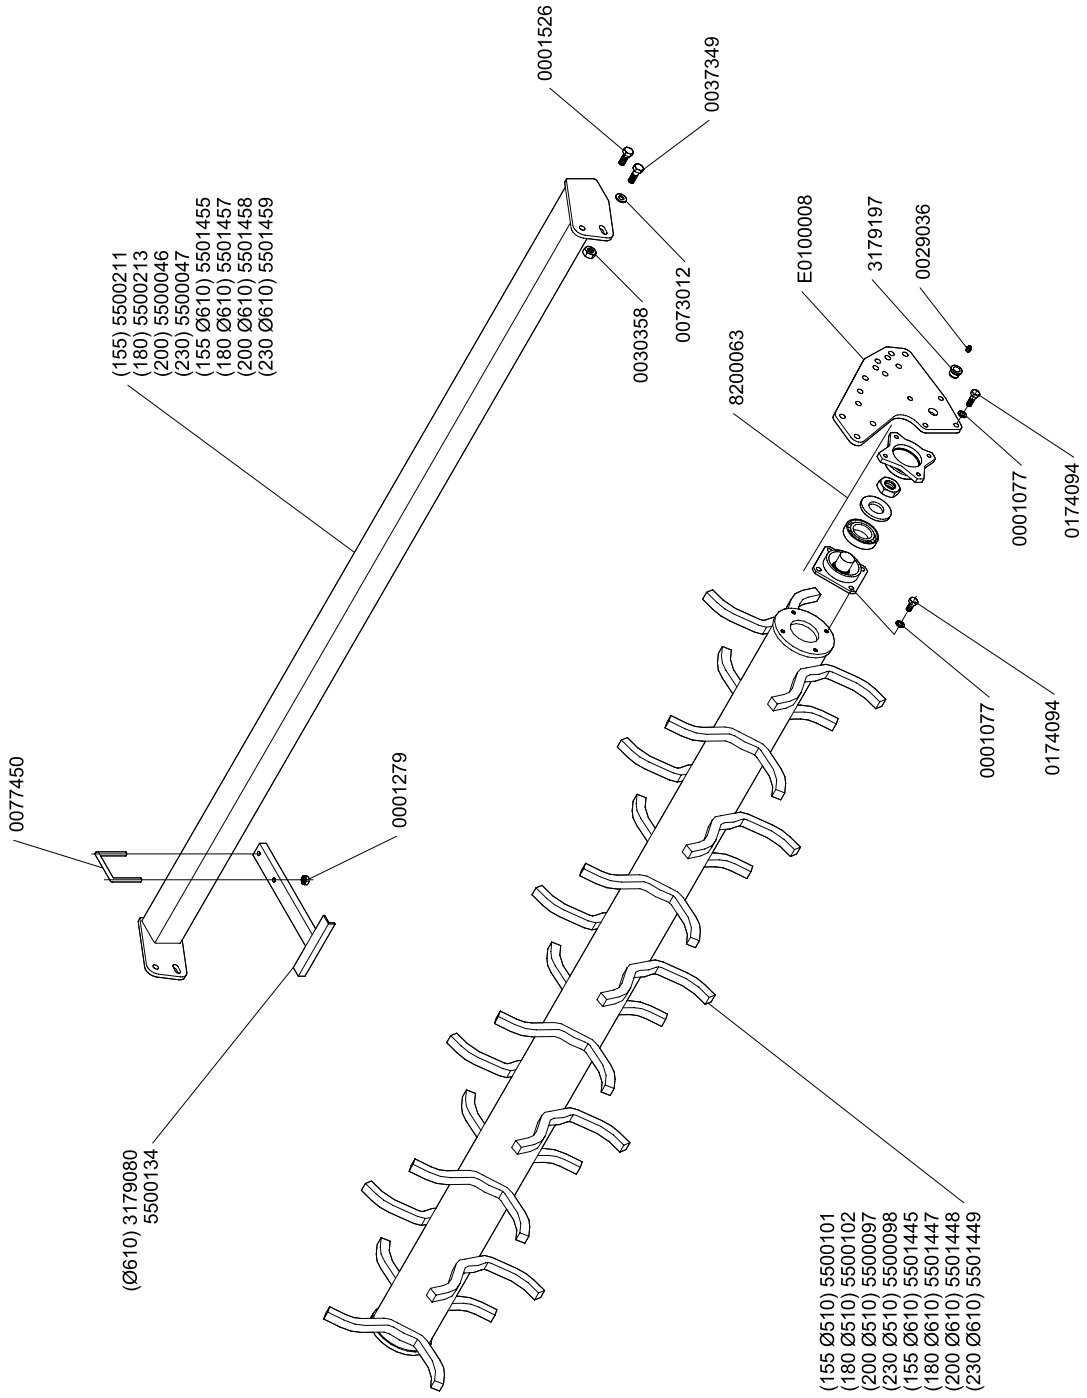 0001526
0037349
(155) 5500211
(180) 5500213
(200) 5500046
(230) 5500047
(155 Ø610) 5501455
(180 Ø610) 5501457
(200 Ø610) 5501458
(230 Ø610) 5501459
0030358
0073012
E0100008
3179197
0029036
8200063
0001077
0174094
0001077
0174094
0077450
0001279
(Ø610) 3179080
5500134
(155 Ø510) 5500101
(180 Ø510) 5500102
(200 Ø510) 5500097
(230 Ø510) 5500098
(155 Ø610) 5501445
(180 Ø610) 5501447
(200 Ø610) 5501448
(230 Ø610) 5501449